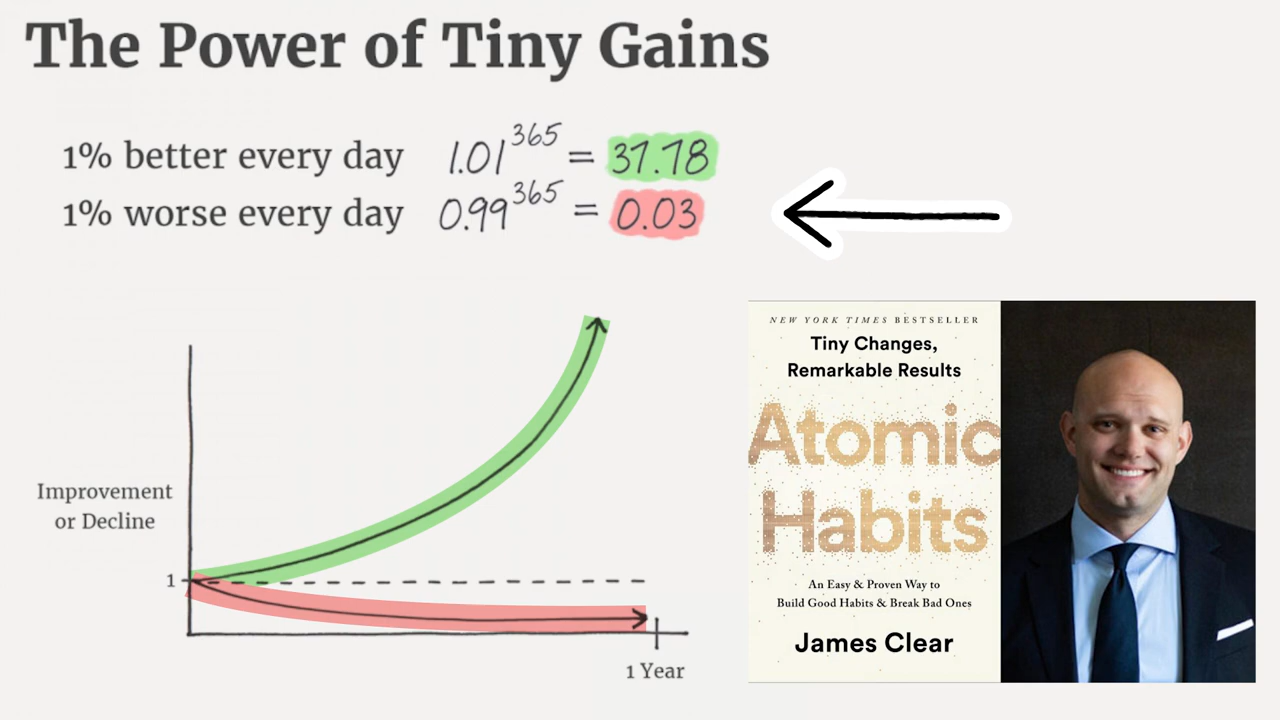 The Power of Tiny Gains
1% better every day 1.01^365 = 37.78
1% worse every day 0.99^365 = 0.03
Improvement
or Decline
1
1 Year
NEW YORK TIMES BESTSELLER
Tiny Changes,
Remarkable Results
Atomic
Habits
An Easy & Proven Way to
Build Good Habits & Break Bad Ones
James Clear